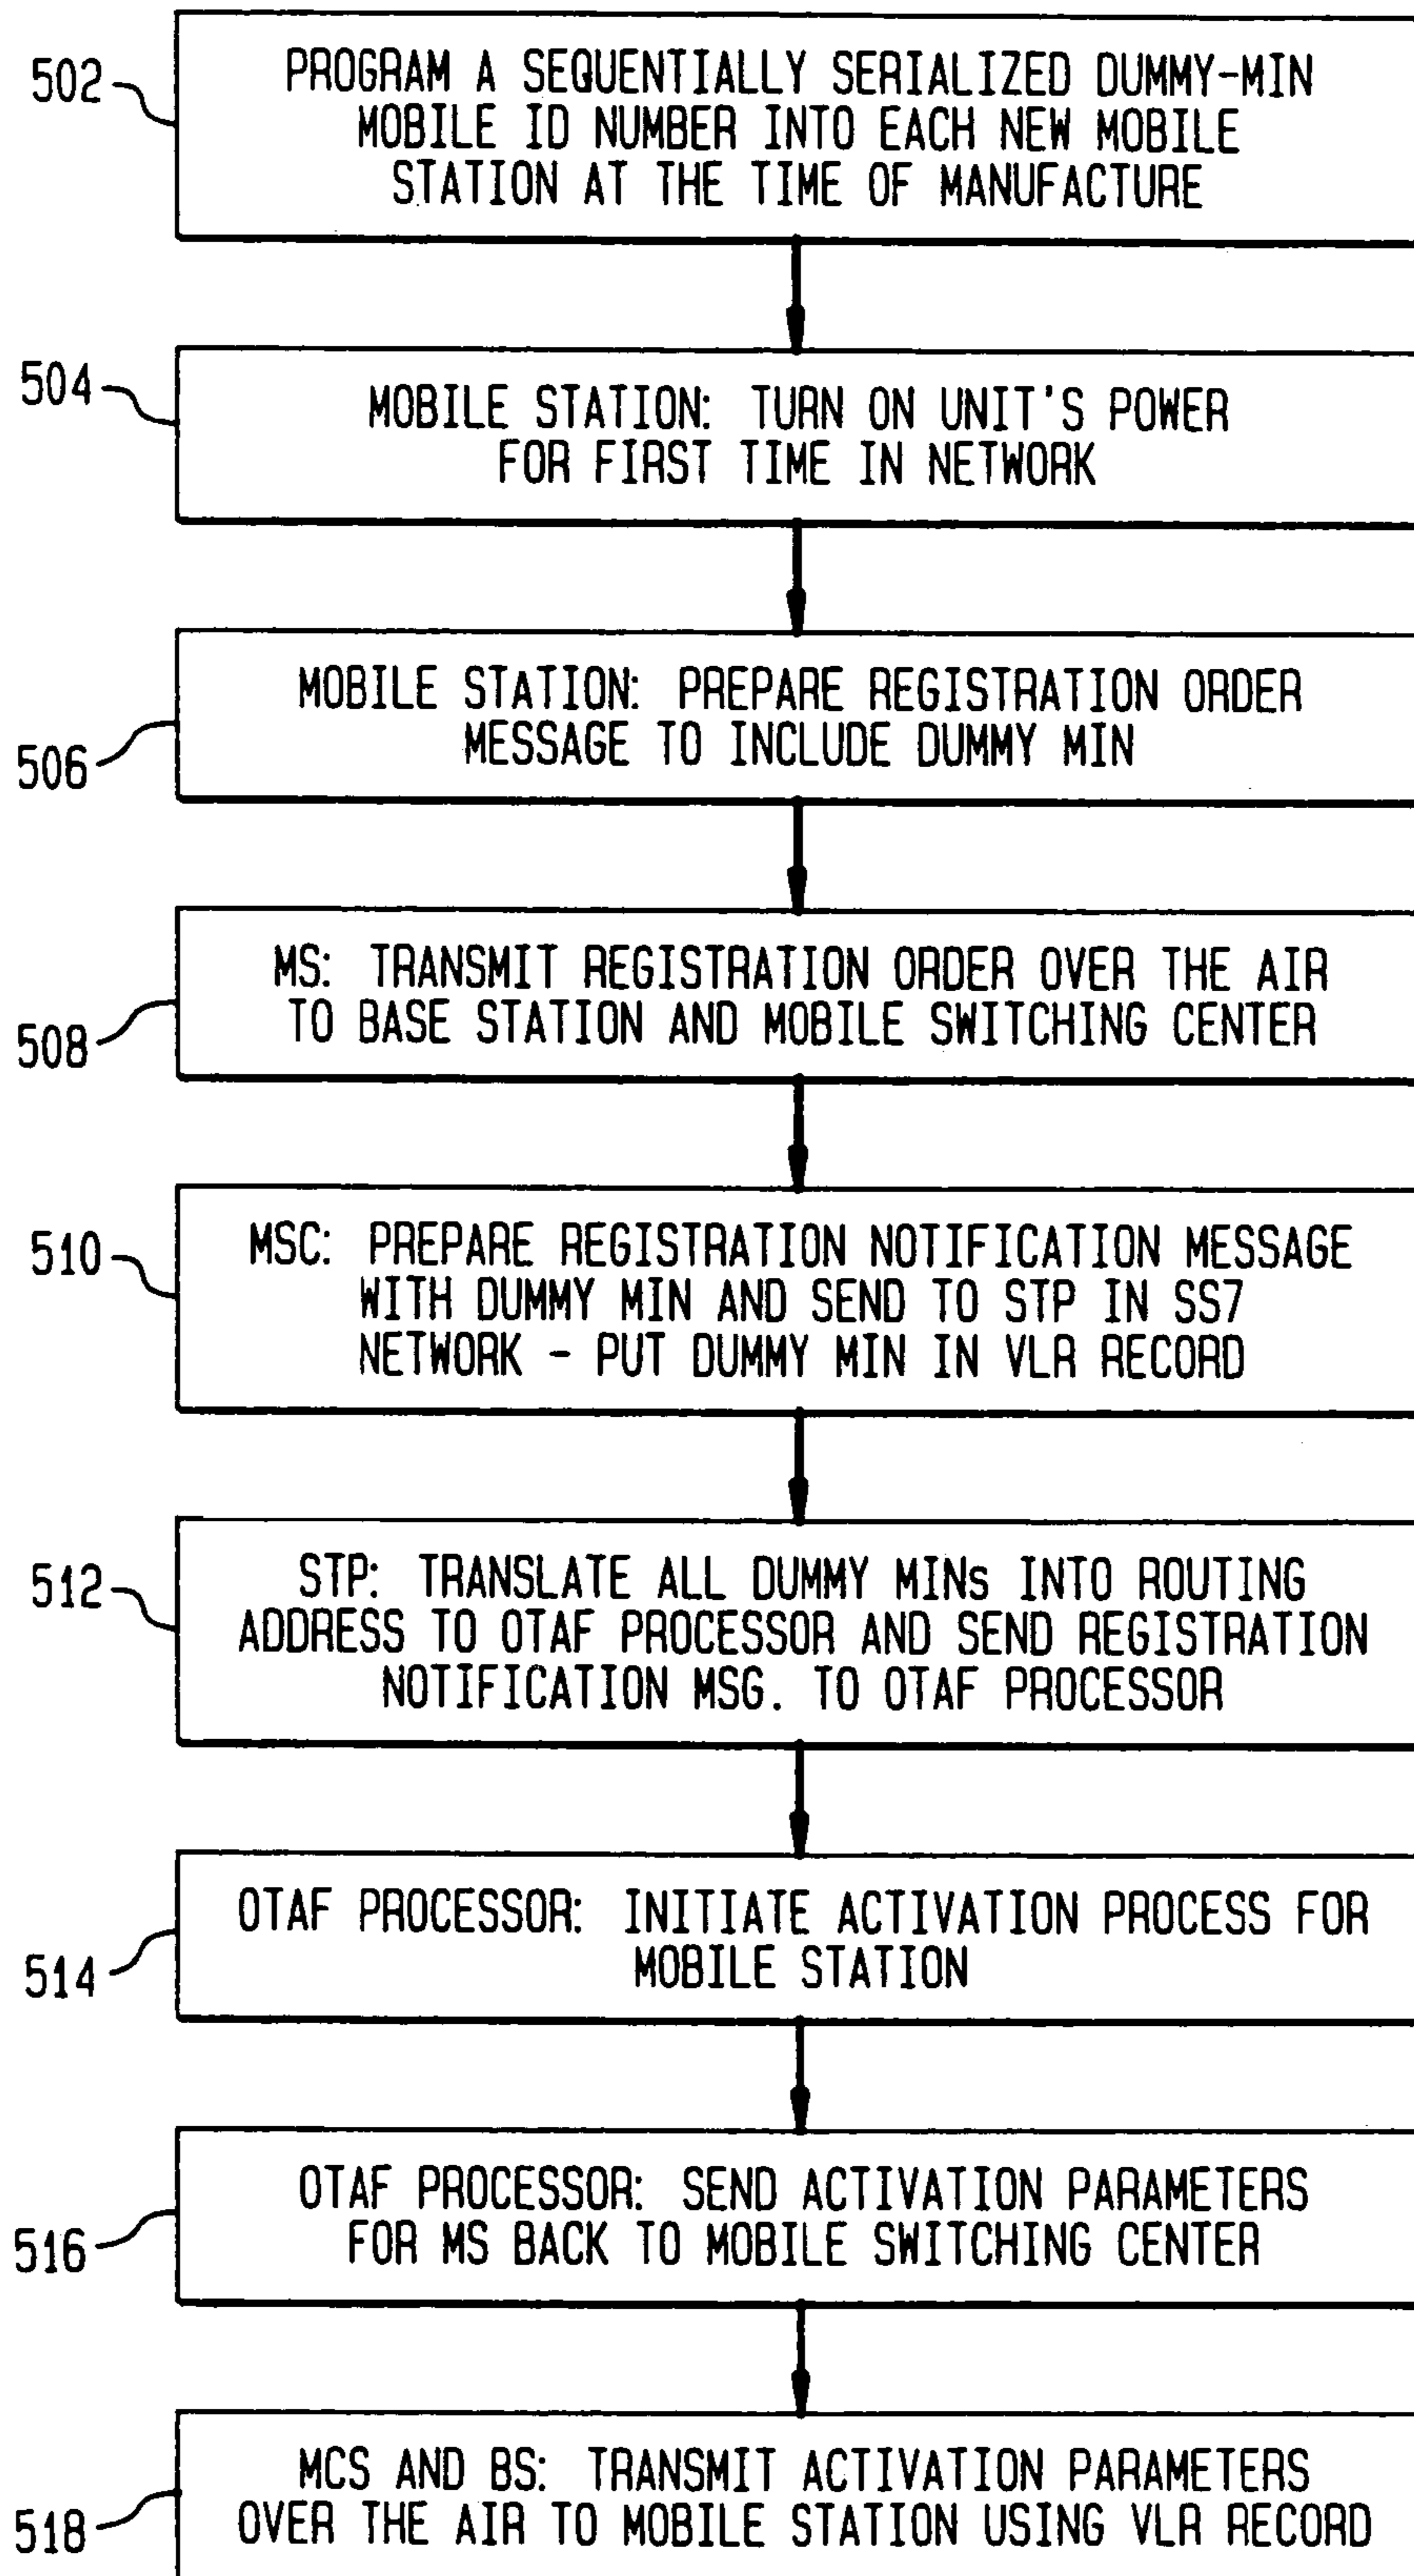 502
PROGRAM A SEQUENTIALLY SERIALIZED DUMMY-MIN
MOBILE ID NUMBER INTO EACH NEW MOBILE
STATION AT THE TIME OF MANUFACTURE
504
MOBILE STATION: TURN ON UNIT'S POWER
FOR FIRST TIME IN NETWORK
506
MOBILE STATION: PREPARE REGISTRATION ORDER
MESSAGE TO INCLUDE DUMMY MIN
508
MS: TRANSMIT REGISTRATION ORDER OVER THE AIR
TO BASE STATION AND MOBILE SWITCHING CENTER
510
MSC: PREPARE REGISTRATION NOTIFICATION MESSAGE
WITH DUMMY MIN AND SEND TO STP IN SS7
NETWORK - PUT DUMMY MIN IN VLR RECORD
512
STP: TRANSLATE ALL DUMMY MINs INTO ROUTING
ADDRESS TO OTAF PROCESSOR AND SEND REGISTRATION
NOTIFICATION MSG. TO OTAF PROCESSOR
514
OTAF PROCESSOR: INITIATE ACTIVATION PROCESS FOR
MOBILE STATION
516
OTAF PROCESSOR: SEND ACTIVATION PARAMETERS
FOR MS BACK TO MOBILE SWITCHING CENTER
518
MCS AND BS: TRANSMIT ACTIVATION PARAMETERS
OVER THE AIR TO MOBILE STATION USING VLR RECORD